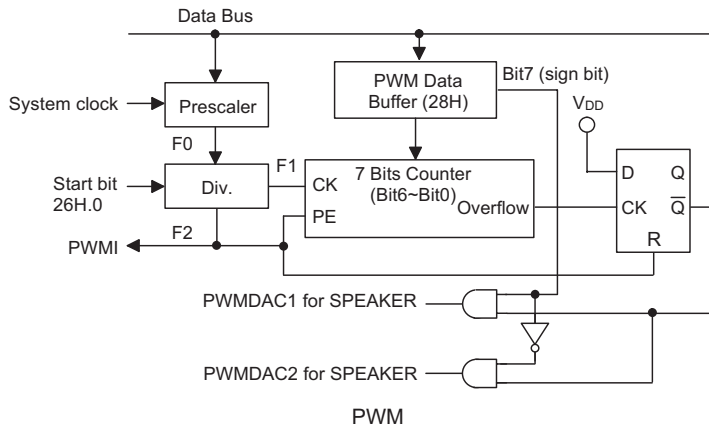 Data Bus
System clock
Prescaler
PWM Data
Buffer (28H)
Bit7 (sign bit)
VDD
F0
Start bit
26H.0
Div.
F1
CK
PE
7 Bits Counter
(Bit6~Bit0)
Overflow
D
Q
CK
Q̅
R
PWMI
F2
PWMDAC1 for SPEAKER
PWMDAC2 for SPEAKER
PWM